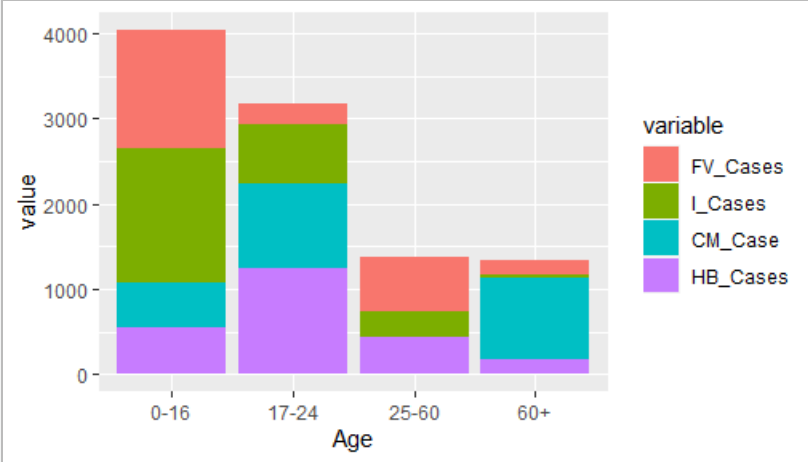 4000
3000
2000
1000
0
value
0-16
17-24
25-60
60+
Age
variable
FV_Cases
I_Cases
CM_Case
HB_Cases